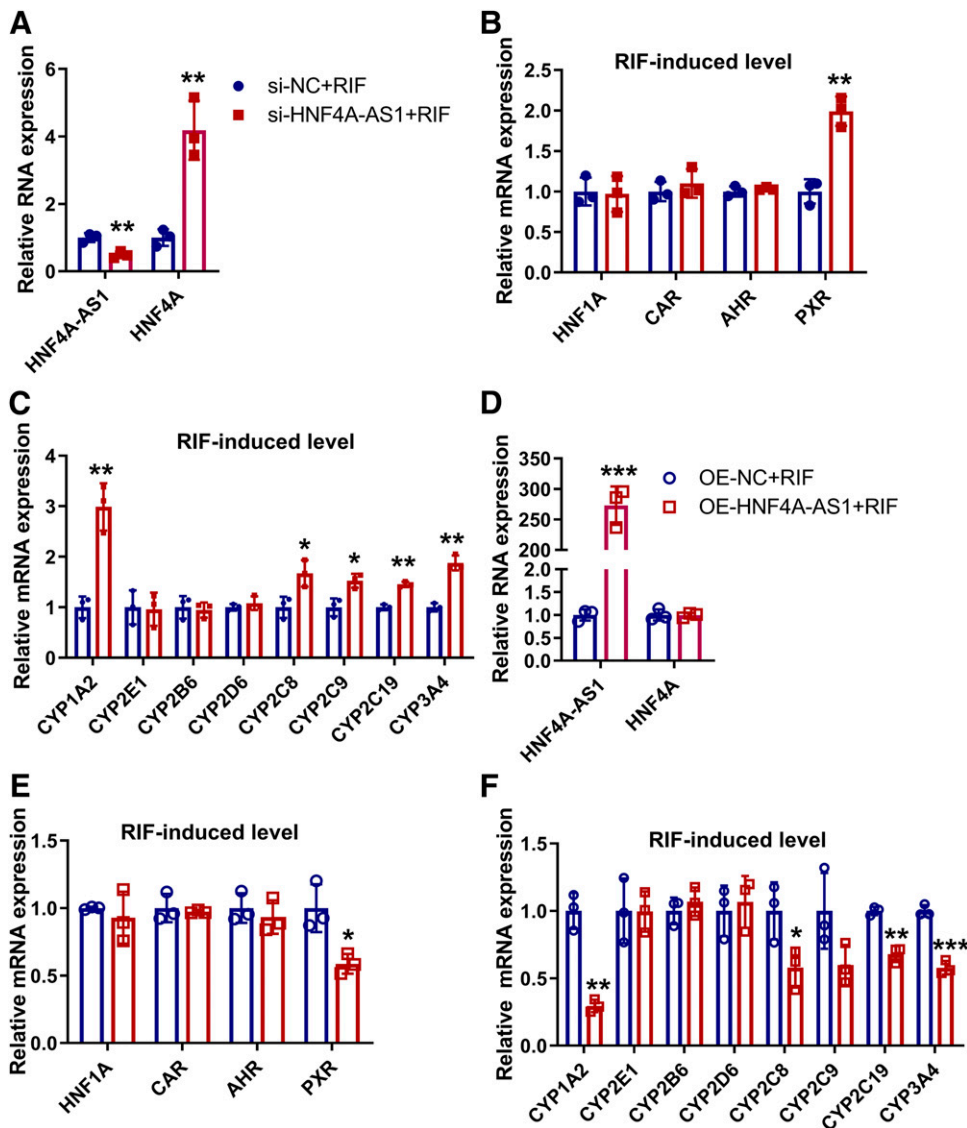 A
Relative RNA expression
6
4
2
0
**
**
HNF4A-AS1
HNF4A
si-NC+RIF
si-HNF4A-AS1+RIF
B
RIF-induced level
Relative mRNA expression
2.5
2.0
1.5
1.0
0.5
0.0
**
HNF1A
CAR
AHR
PXR
C
RIF-induced level
Relative mRNA expression
4
3
2
1
0
**
*
*
**
**
CYP1A2
CYP2E1
CYP2B6
CYP2D6
CYP2C8
CYP2C9
CYP2C19
CYP3A4
D
Relative RNA expression
350
300
250
200
2.0
1.5
1.0
0.5
0.0
***
HNF4A-AS1
HNF4A
OE-NC+RIF
OE-HNF4A-AS1+RIF
E
RIF-induced level
Relative mRNA expression
1.5
1.0
0.5
0.0
*
HNF1A
CAR
AHR
PXR
F
RIF-induced level
Relative mRNA expression
1.5
1.0
0.5
0.0
**
*
**
***
CYP1A2
CYP2E1
CYP2B6
CYP2D6
CYP2C8
CYP2C9
CYP2C19
CYP3A4